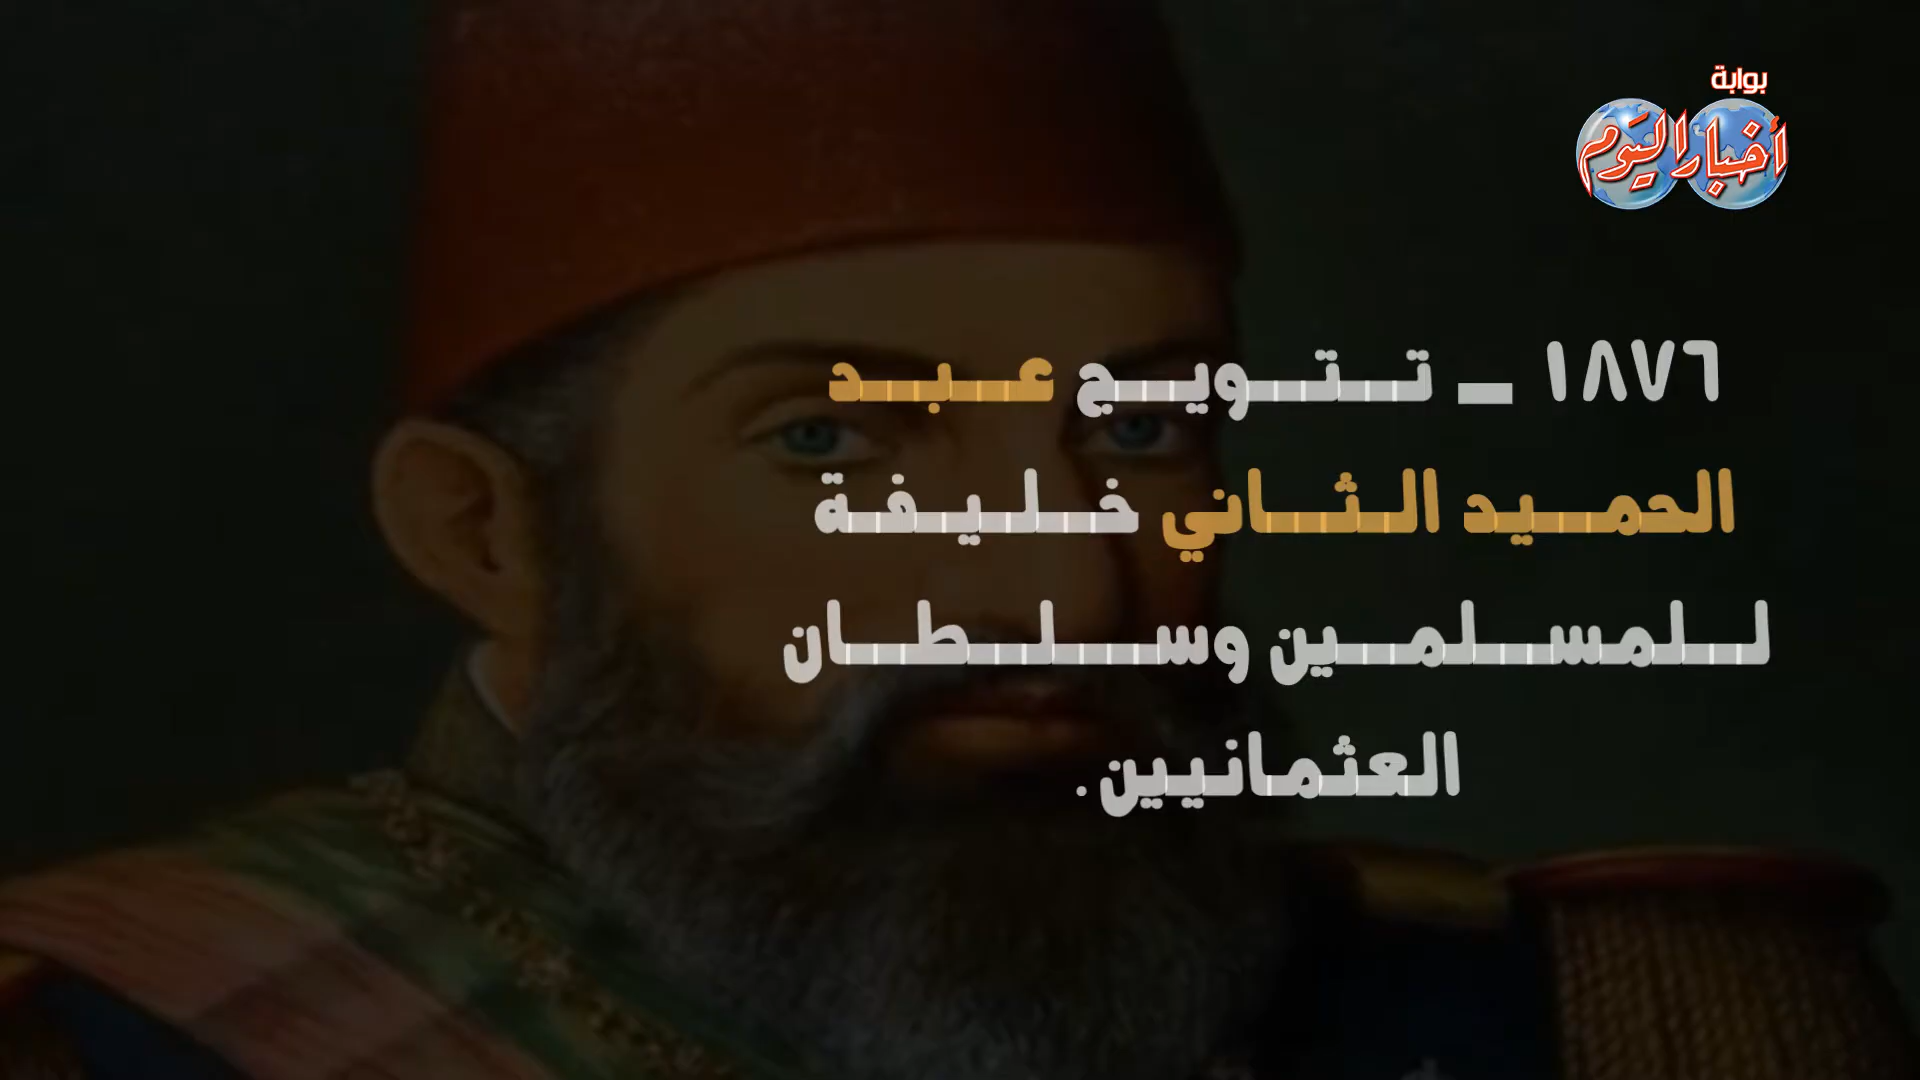 بوابة
أخبار اليوم
١٨٧٦ - تتويج عبد
الحميد الثاني خليفة
للمسلمين وسلطان
العثمانيين.